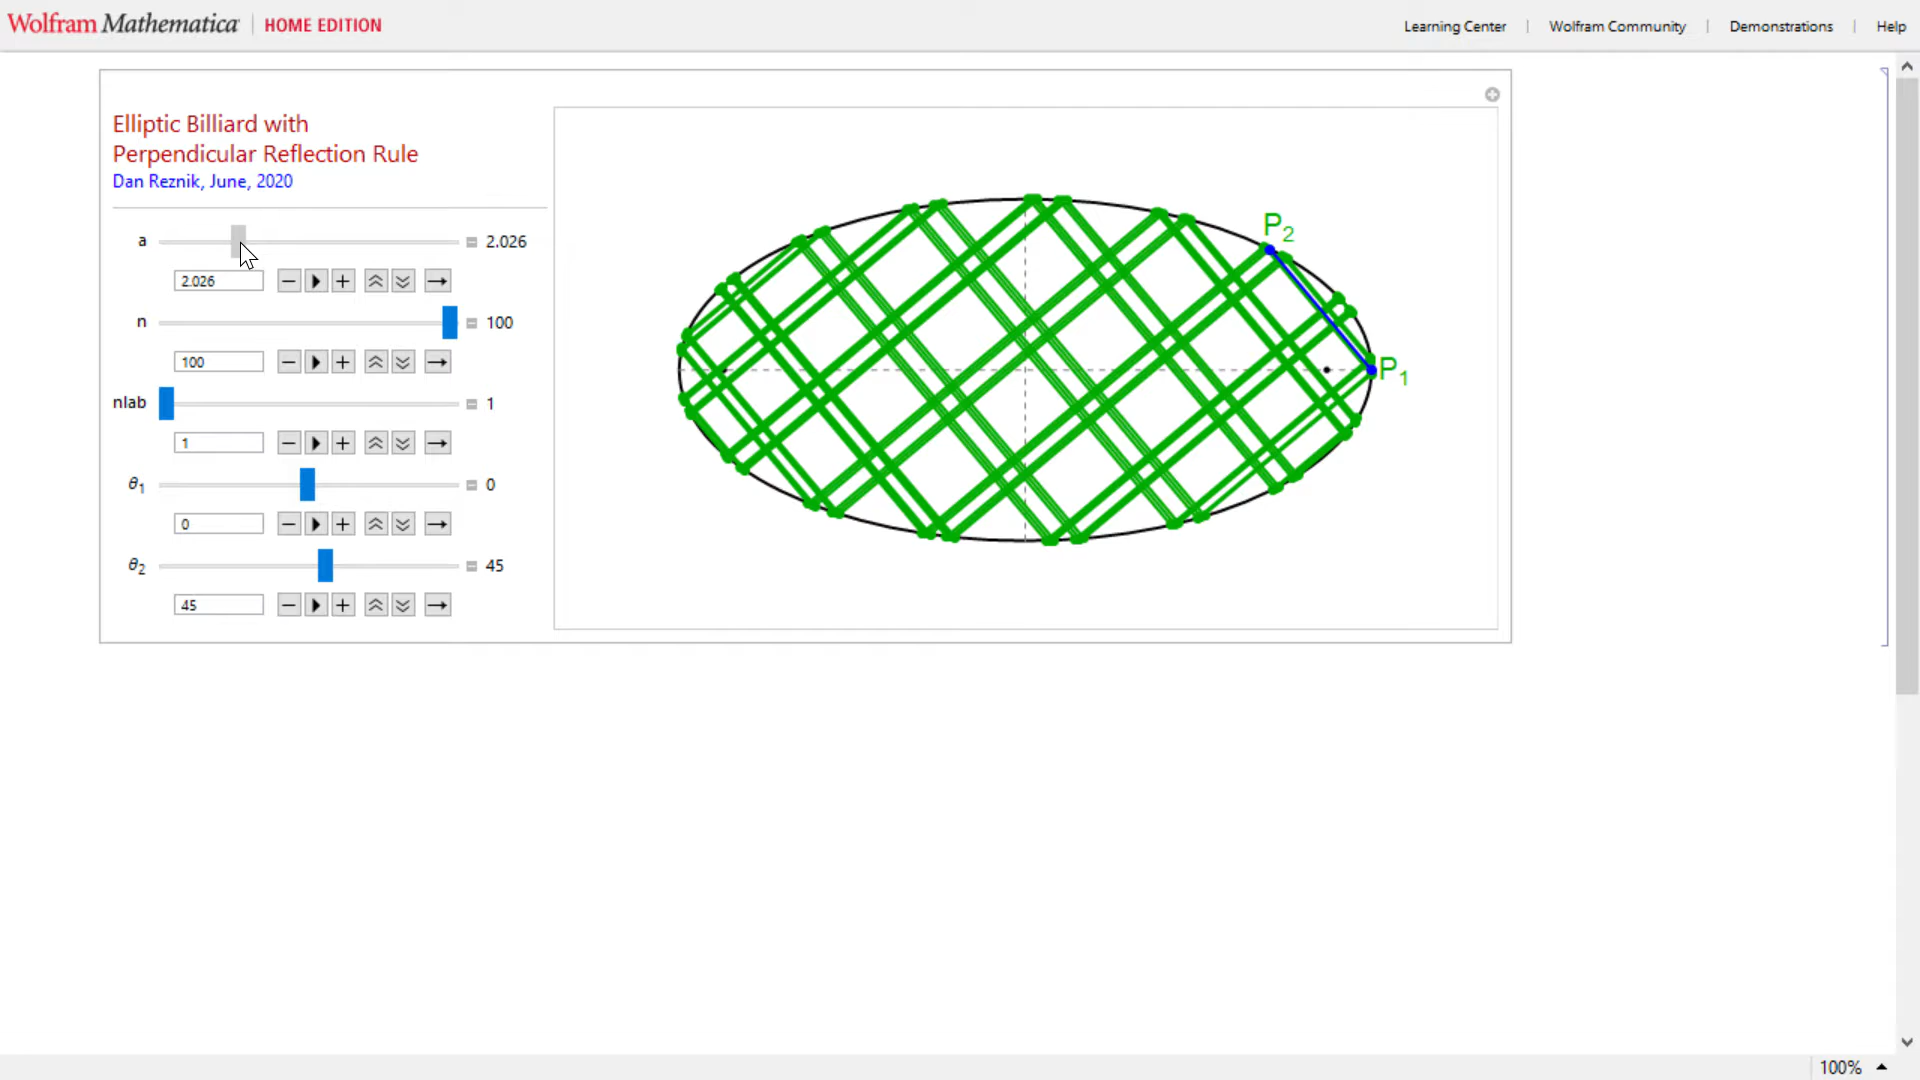 Wolfram Mathematica | HOME EDITION
Learning Center | Wolfram Community | Demonstrations | Help
Elliptic Billiard with
Perpendicular Reflection Rule
Dan Reznik, June, 2020
a 2.026
2.026
n 100
100
nlab 1
1
θ1 0
0
θ2 45
45
P2
P1
100%